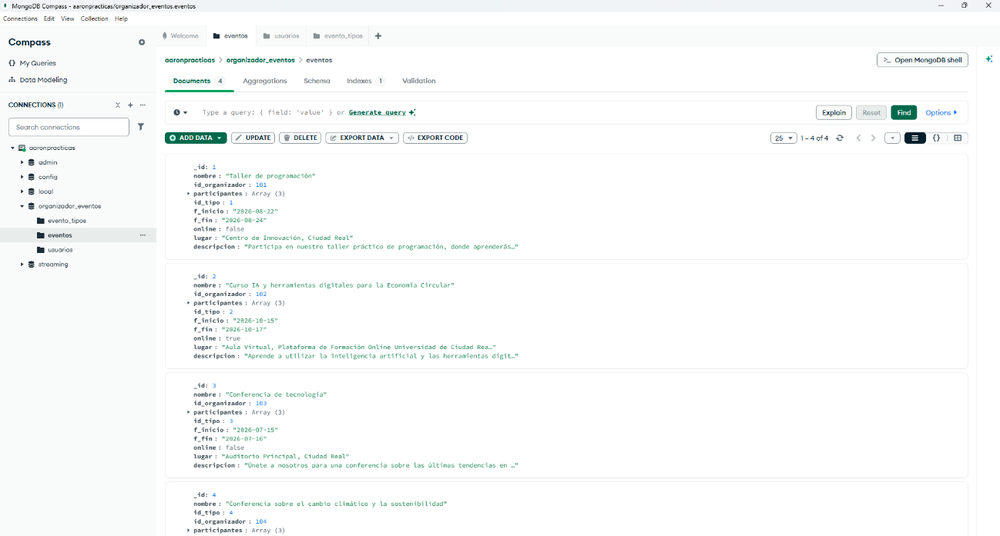 MongoDB Compass - aaronpracticas/organizador_eventos.eventos
Connections Edit View Collection Help
Compass
My Queries
Data Modeling
CONNECTIONS (1)
Search connections
aaronpracticas
admin
config
local
organizador_eventos
evento_tipos
eventos
usuarios
streaming
Welcome eventos usuarios evento_tipos
aaronpracticas > organizador_eventos > eventos
>_ Open MongoDB shell
Documents 4 Aggregations Schema Indexes 1 Validation
Type a query: { field: 'value' } or Generate query
Explain Reset Find Options
ADD DATA UPDATE DELETE EXPORT DATA EXPORT CODE
25 1 – 4 of 4 {}
_id: 1
nombre : "Taller de programación"
id_organizador : 101
participantes : Array (3)
id_tipo : 1
f_inicio : "2026-08-22"
f_fin : "2026-08-24"
online : false
lugar : "Centro de Innovación, Ciudad Real"
descripcion : "Participa en nuestro taller práctico de programación, donde aprenderás…"
_id: 2
nombre : "Curso IA y herramientas digitales para la Economía Circular"
id_organizador : 102
participantes : Array (3)
id_tipo : 2
f_inicio : "2026-10-15"
f_fin : "2026-10-17"
online : true
lugar : "Aula Virtual, Plataforma de Formación Online Universidad de Ciudad Rea…"
descripcion : "Aprende a utilizar la inteligencia artificial y las herramientas digit…"
_id: 3
nombre : "Conferencia de tecnología"
id_organizador : 103
participantes : Array (3)
id_tipo : 3
f_inicio : "2026-07-15"
f_fin : "2026-07-16"
online : false
lugar : "Auditorio Principal, Ciudad Real"
descripcion : "Únete a nosotros para una conferencia sobre las últimas tendencias en …"
_id: 4
nombre : "Conferencia sobre el cambio climático y la sostenibilidad"
id_tipo : 4
id_organizador : 104
participantes : Array (3)